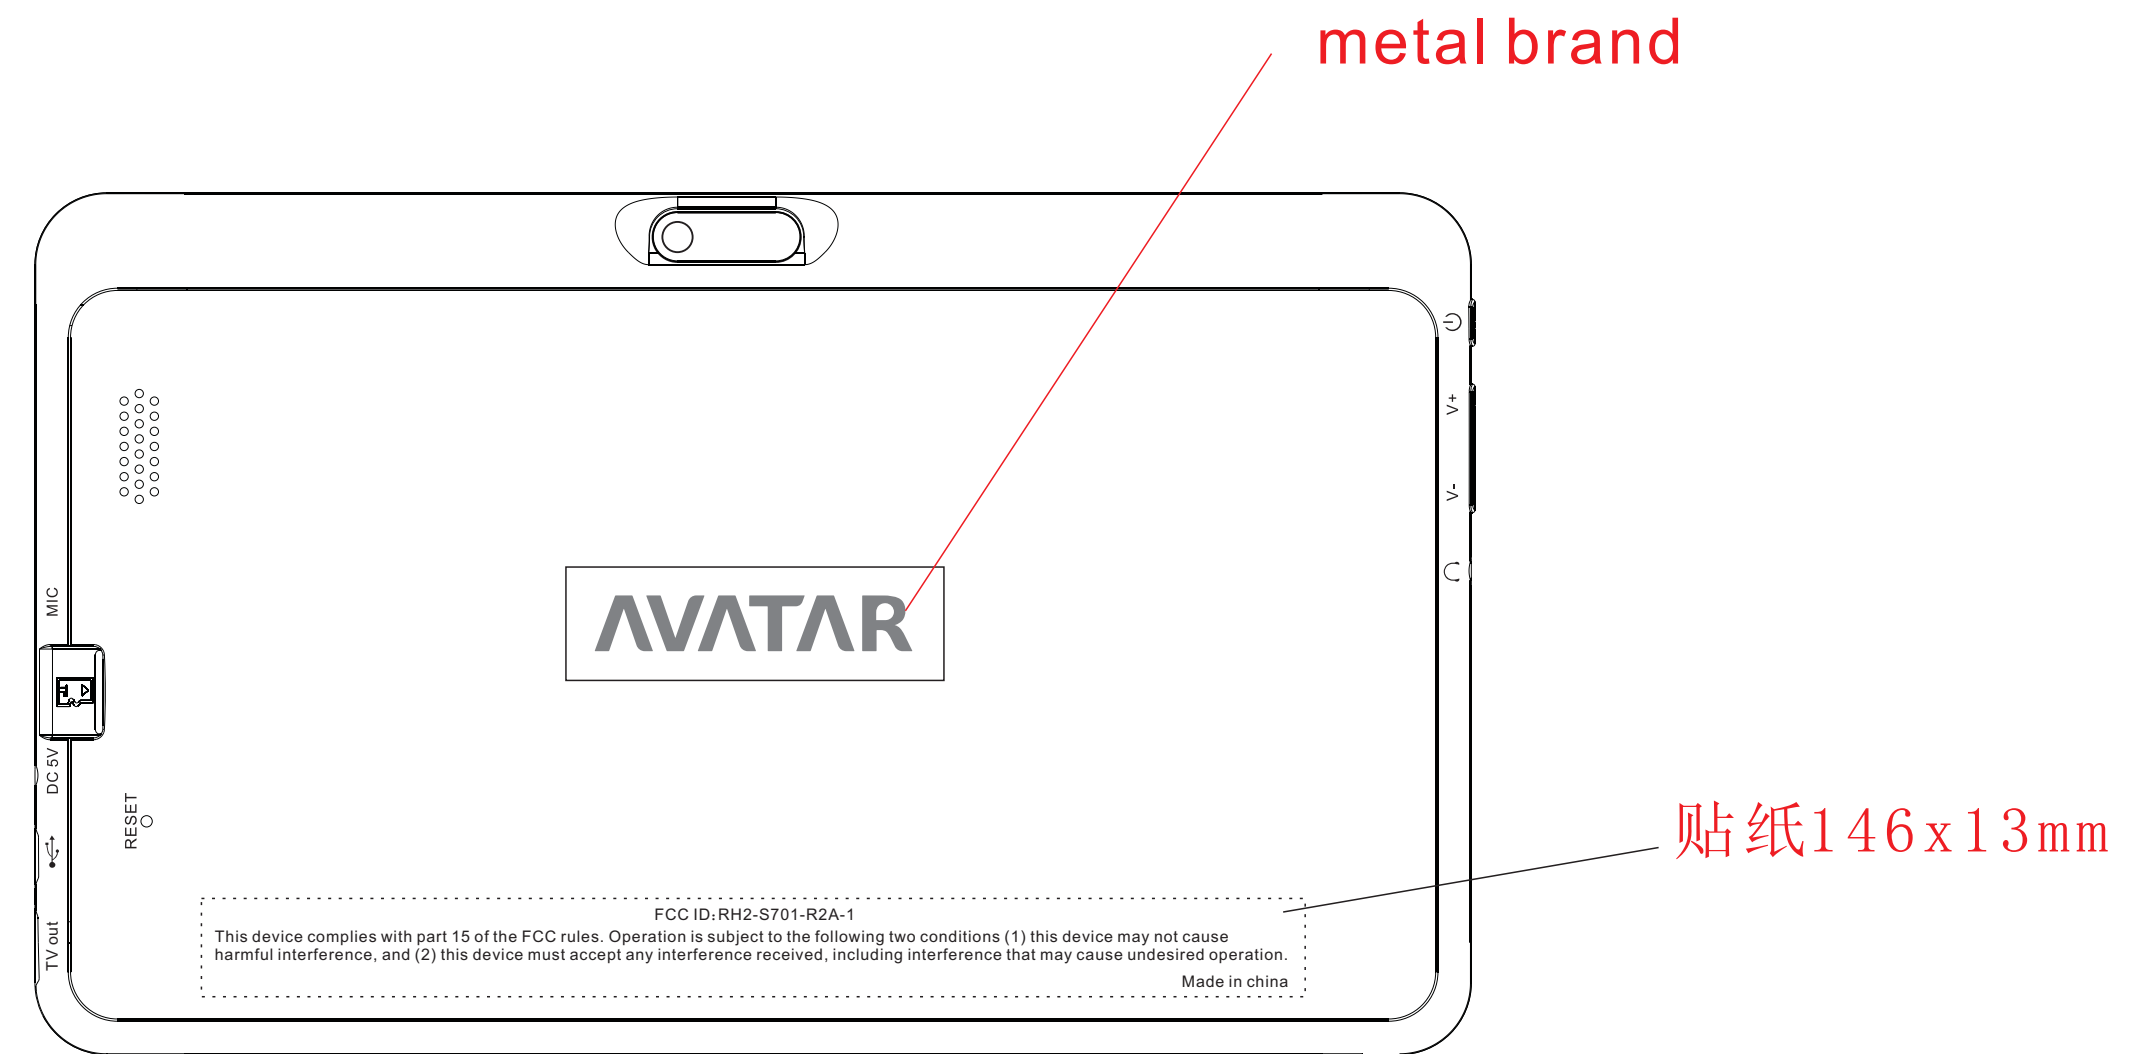 metal brand
V+
V-
MIC
AVATAR
DC 5V
RESET
TV out
贴纸146x13mm
FCC ID:RH2-S701-R2A-1
This device complies with part 15 of the FCC rules. Operation is subject to the following two conditions (1) this device may not cause
harmful interference, and (2) this device must accept any interference received, including interference that may cause undesired operation.
Made in china